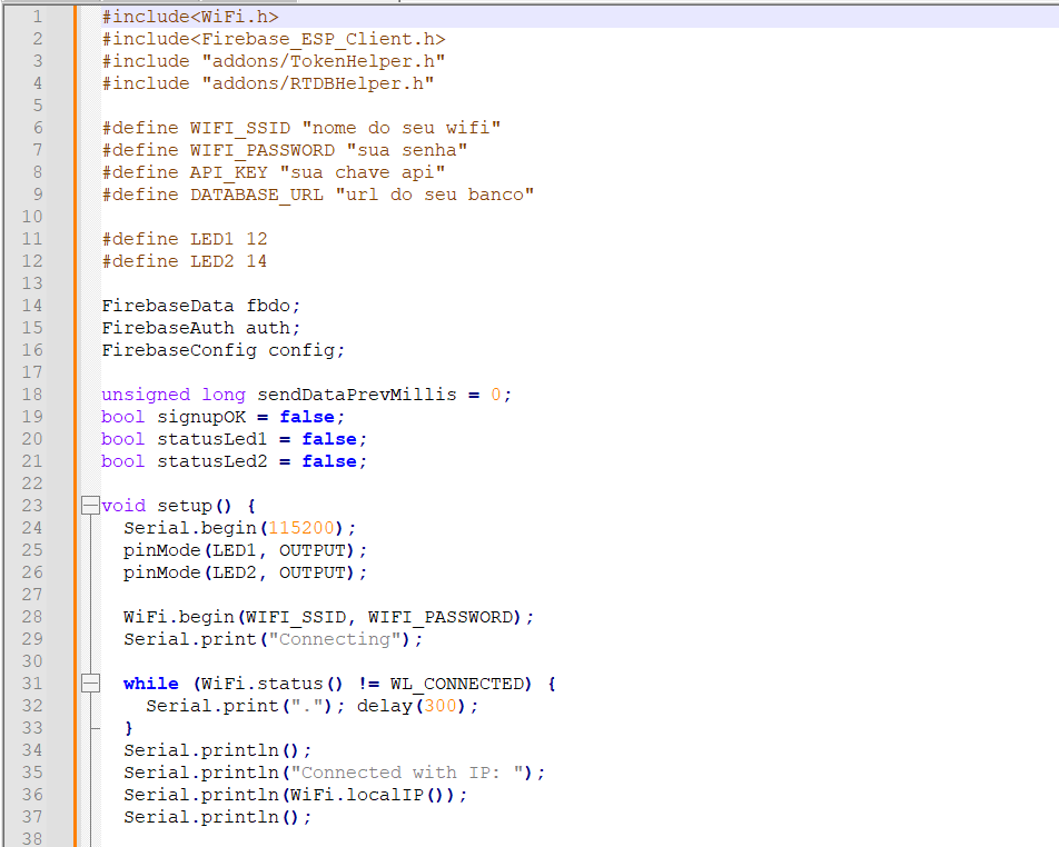 1 #include<WiFi.h>
2 #include<Firebase_ESP_Client.h>
3 #include "addons/TokenHelper.h"
4 #include "addons/RTDBHelper.h"
5
6 #define WIFI_SSID "nome do seu wifi"
7 #define WIFI_PASSWORD "sua senha"
8 #define API_KEY "sua chave api"
9 #define DATABASE_URL "url do seu banco"
10
11 #define LED1 12
12 #define LED2 14
13
14 FirebaseData fbdo;
15 FirebaseAuth auth;
16 FirebaseConfig config;
17
18 unsigned long sendDataPrevMillis = 0;
19 bool signupOK = false;
20 bool statusLed1 = false;
21 bool statusLed2 = false;
22
23 void setup() {
24   Serial.begin(115200);
25   pinMode(LED1, OUTPUT);
26   pinMode(LED2, OUTPUT);
27
28   WiFi.begin(WIFI_SSID, WIFI_PASSWORD);
29   Serial.print("Connecting");
30
31   while (WiFi.status() != WL_CONNECTED) {
32     Serial.print("."); delay(300);
33   }
34   Serial.println();
35   Serial.println("Connected with IP: ");
36   Serial.println(WiFi.localIP());
37   Serial.println();
38